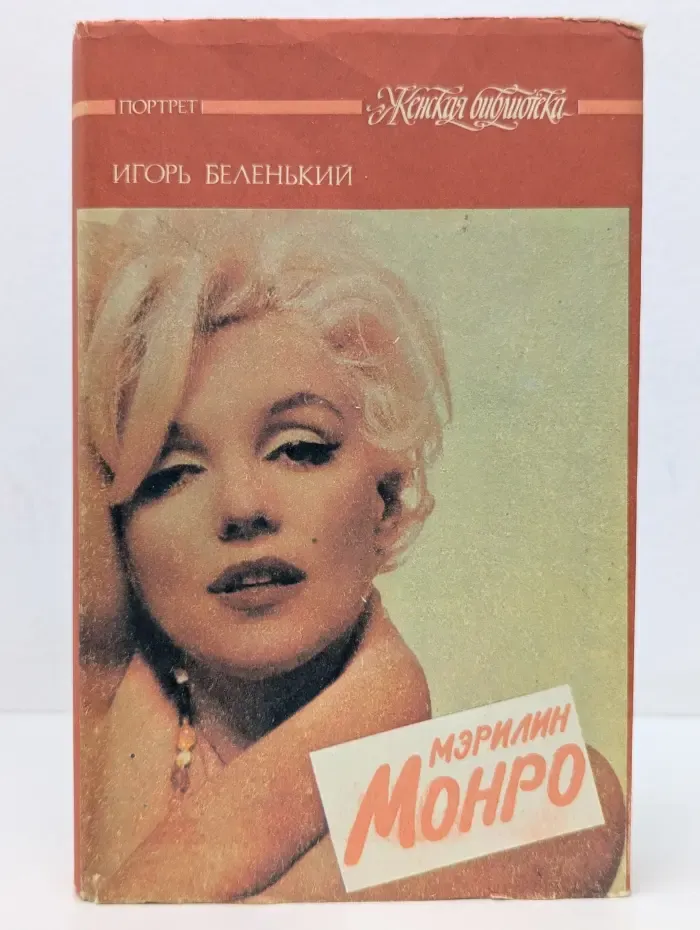 ПОРТРЕТ
Женская библиотека
ИГОРЬ БЕЛЕНЬКИЙ
МЭРИЛИН
МОНРО